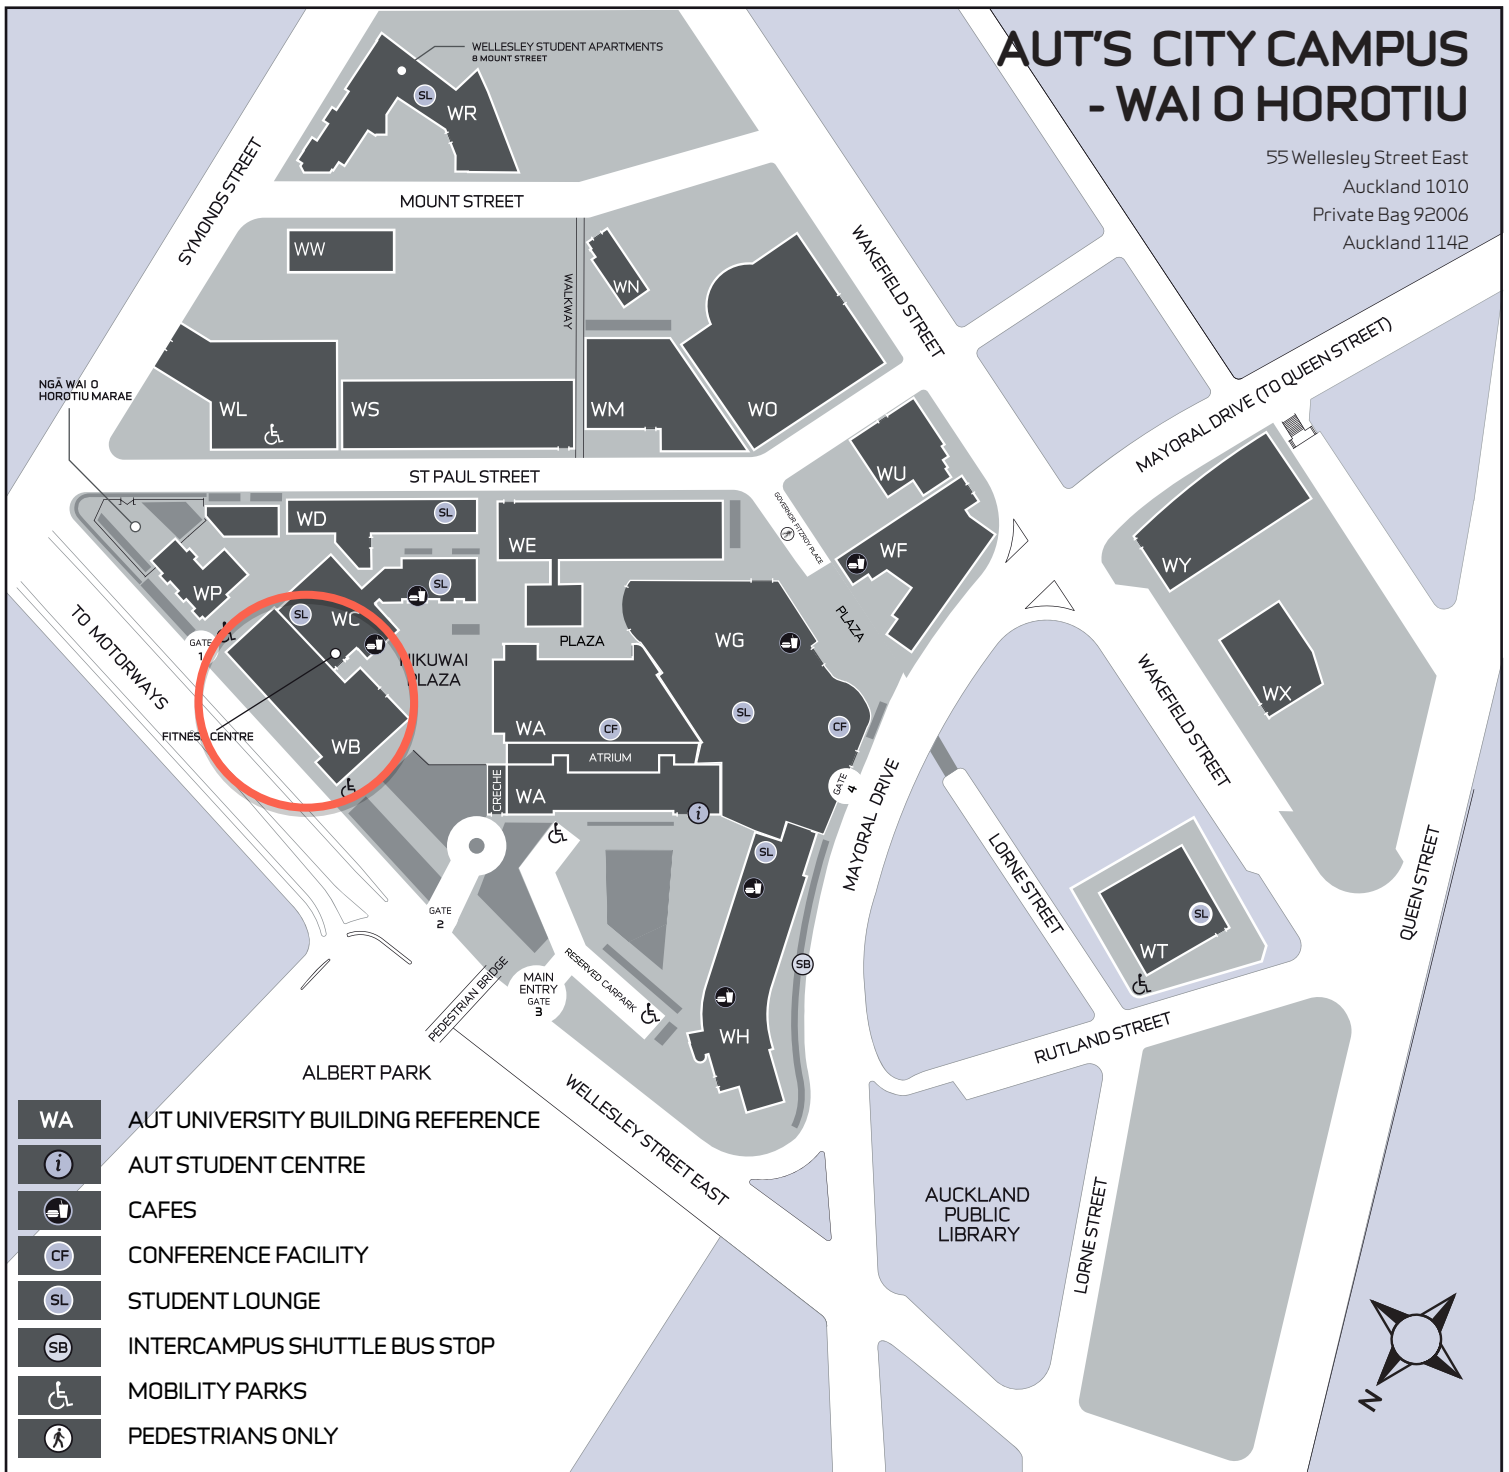 AUT'S CITY CAMPUS
- WAI O HOROTIU
55 Wellesley Street East
Auckland 1010
Private Bag 92006
Auckland 1142
WELLESLEY STUDENT APARTMENTS
8 MOUNT STREET
SL
WR
SYMONDS STREET
MOUNT STREET
WW
WALKWAY
WN
WAKEFIELD STREET
MAYORAL DRIVE (TO QUEEN STREET)
NGĀ WAI O
HOROTIU MARAE
WL
WS
WM
WO
ST PAUL STREET
WU
GOVERNOR FITZROY PLACE
WD
SL
WE
WF
WY
WP
SL
SL
WC
TO MOTORWAYS
GATE
1
PLAZA
WG
PLAZA
HIKUWAI
PLAZA
WX
WAKEFIELD STREET
FITNESS CENTRE
WB
WA
CF
SL
CF
ATRIUM
CRECHE
WA
i
GATE
4
MAYORAL DRIVE
SL
LORNE STREET
QUEEN STREET
SL
WT
GATE
2
PEDESTRIAN BRIDGE
MAIN
ENTRY
GATE
3
RESERVED CARPARK
SB
WH
RUTLAND STREET
ALBERT PARK
WELLESLEY STREET EAST
AUCKLAND
PUBLIC
LIBRARY
LORNE STREET
WA AUT UNIVERSITY BUILDING REFERENCE
i AUT STUDENT CENTRE
CAFES
CF CONFERENCE FACILITY
SL STUDENT LOUNGE
SB INTERCAMPUS SHUTTLE BUS STOP
MOBILITY PARKS
PEDESTRIANS ONLY
N